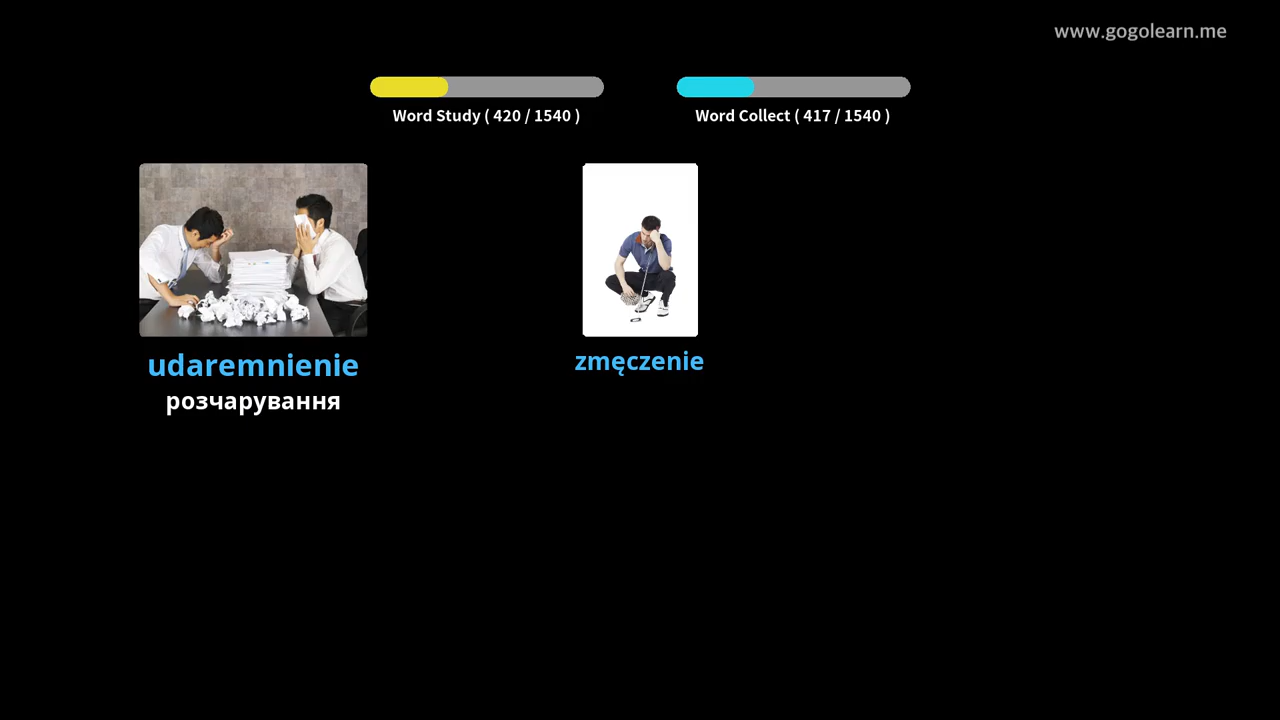 www.gogolearn.me
Word Study ( 420 / 1540 )
Word Collect ( 417 / 1540 )
udaremnienie
zmęczenie
розчарування